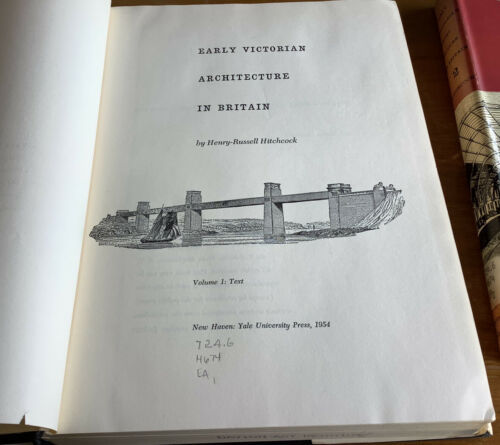 EARLY VICTORIAN
ARCHITECTURE
IN BRITAIN
by Henry-Russell Hitchcock
Volume 1: Text
New Haven: Yale University Press, 1954
724.6
H674
EA
1